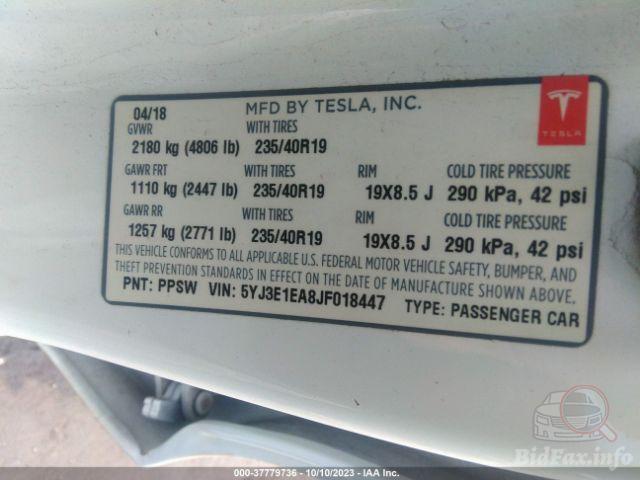 04/18 MFD BY TESLA, INC.
GVWR WITH TIRES
2180 kg (4806 lb) 235/40R19
GAWR FRT WITH TIRES RIM COLD TIRE PRESSURE
1110 kg (2447 lb) 235/40R19 19X8.5 J 290 kPa, 42 psi
GAWR RR WITH TIRES RIM COLD TIRE PRESSURE
1257 kg (2771 lb) 235/40R19 19X8.5 J 290 kPa, 42 psi
THIS VEHICLE CONFORMS TO ALL APPLICABLE U.S. FEDERAL MOTOR VEHICLE SAFETY, BUMPER, AND
THEFT PREVENTION STANDARDS IN EFFECT ON THE DATE OF MANUFACTURE SHOWN ABOVE.
PNT: PPSW VIN: 5YJ3E1EA8JF018447 TYPE: PASSENGER CAR
TESLA
BidFax.info
000-37779736 - 10/10/2023 - IAA Inc.